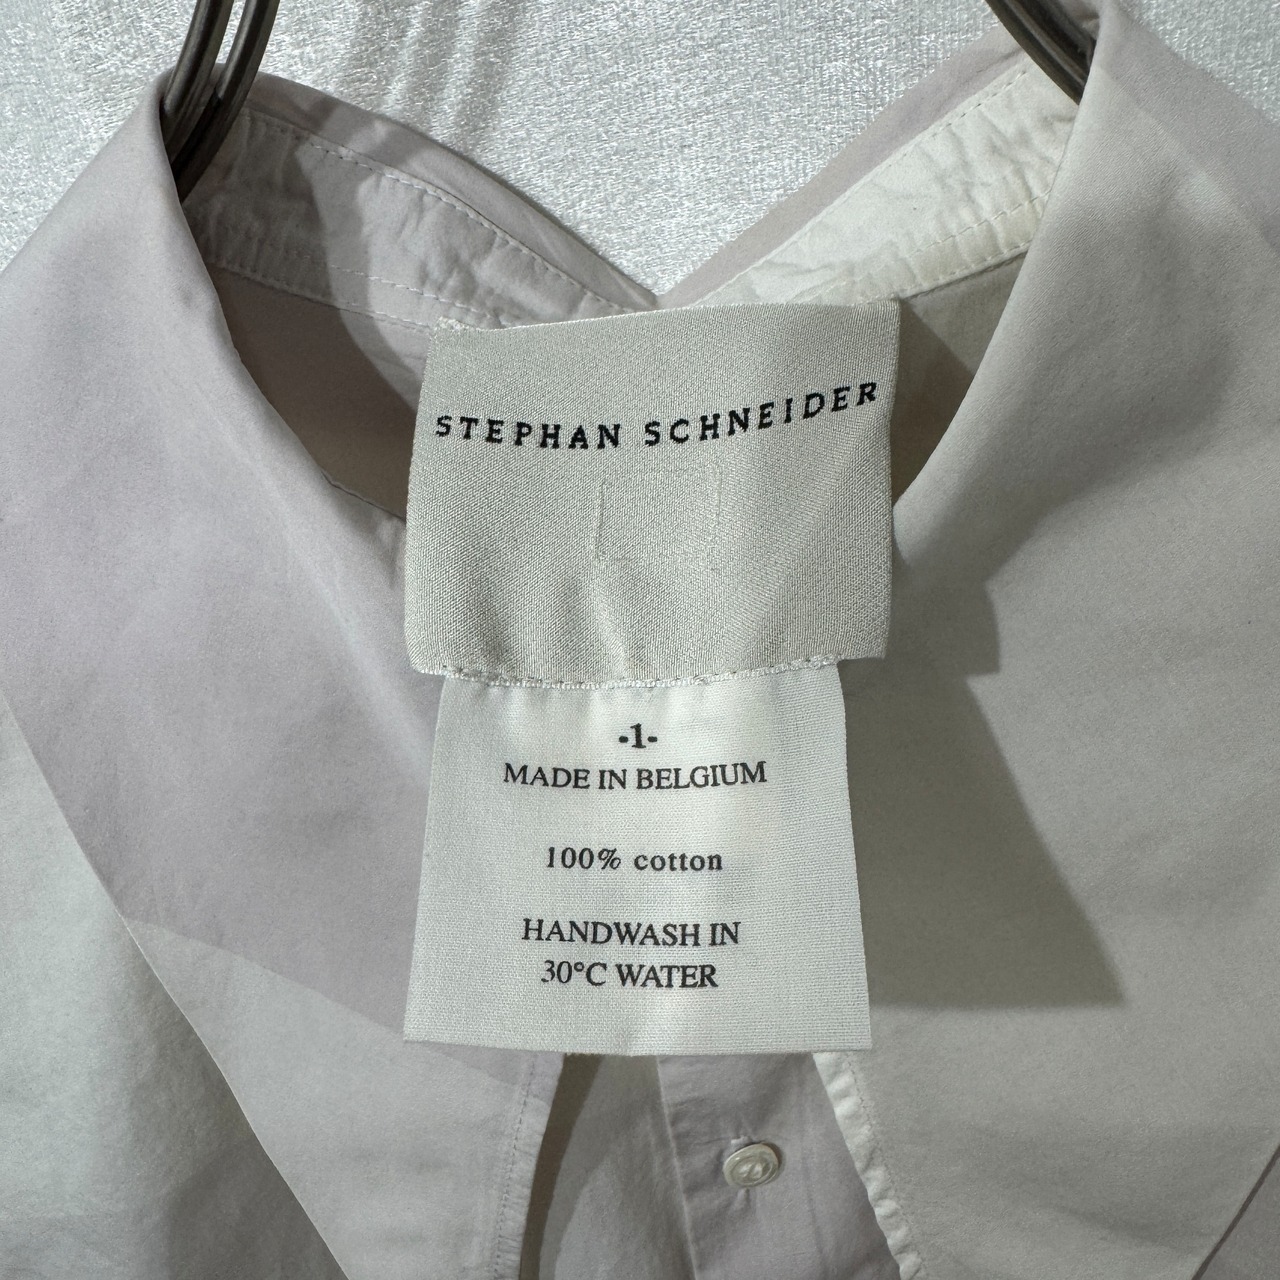 STEPHAN SCHNEIDER
-1-
MADE IN BELGIUM
100% cotton
HANDWASH IN
30°C WATER